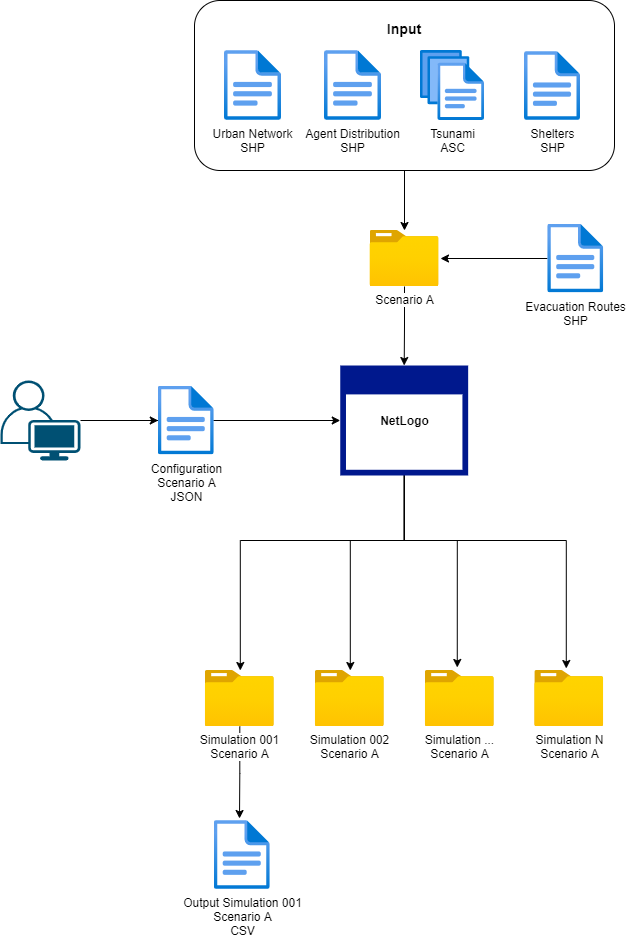 Input
Urban Network
SHP
Agent Distribution
SHP
Tsunami
ASC
Shelters
SHP
Scenario A
Evacuation Routes
SHP
NetLogo
Configuration
Scenario A
JSON
Simulation 001
Scenario A
Simulation 002
Scenario A
Simulation ...
Scenario A
Simulation N
Scenario A
Output Simulation 001
Scenario A
CSV